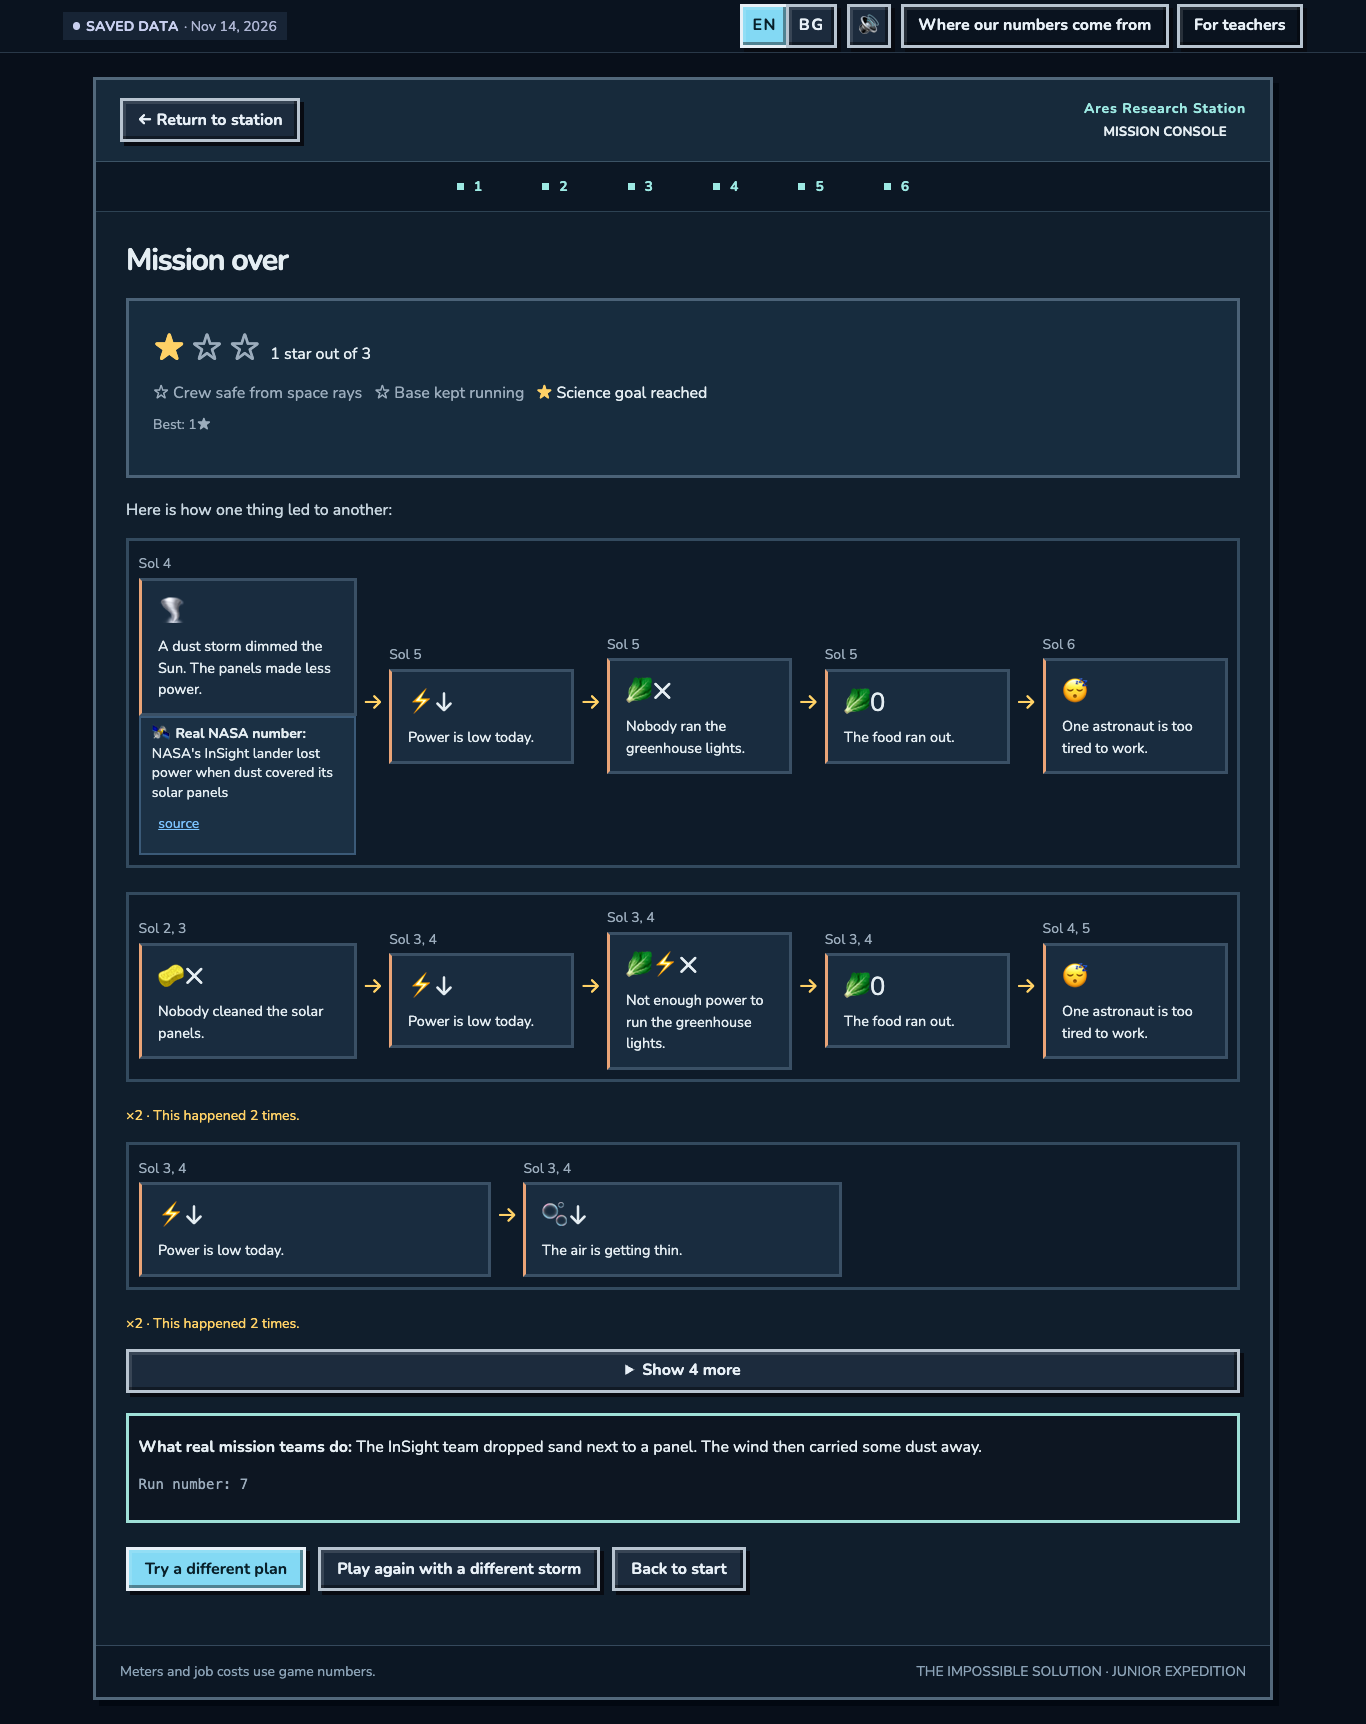 SAVED DATA · Nov 14, 2026
EN BG
Where our numbers come from
For teachers
← Return to station
Ares Research Station
MISSION CONSOLE
1 2 3 4 5 6
Mission over
1 star out of 3
Crew safe from space rays Base kept running Science goal reached
Best: 1★
Here is how one thing led to another:
Sol 4
A dust storm dimmed the
Sun. The panels made less
power.
Real NASA number:
NASA's InSight lander lost
power when dust covered its
solar panels
source
→
Sol 5
↓
Power is low today.
→
Sol 5
✕
Nobody ran the
greenhouse lights.
→
Sol 5
0
The food ran out.
→
Sol 6
One astronaut is too
tired to work.
Sol 2, 3
✕
Nobody cleaned the solar
panels.
→
Sol 3, 4
↓
Power is low today.
→
Sol 3, 4
✕
Not enough power to
run the greenhouse
lights.
→
Sol 3, 4
0
The food ran out.
→
Sol 4, 5
One astronaut is too
tired to work.
×2 · This happened 2 times.
Sol 3, 4
↓
Power is low today.
→
Sol 3, 4
↓
The air is getting thin.
×2 · This happened 2 times.
▶ Show 4 more
What real mission teams do: The InSight team dropped sand next to a panel. The wind then carried some dust away.
Run number: 7
Try a different plan
Play again with a different storm
Back to start
Meters and job costs use game numbers.
THE IMPOSSIBLE SOLUTION · JUNIOR EXPEDITION